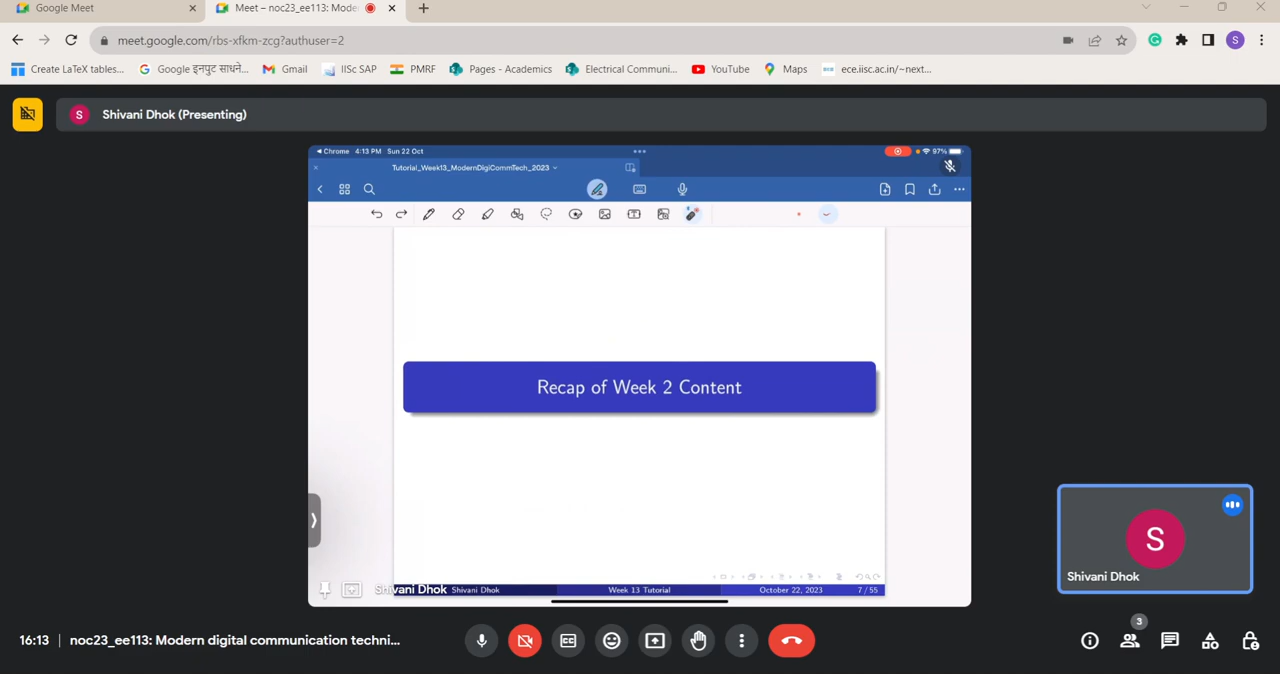 Google Meet
Meet – noc23_ee113: Mode
meet.google.com/rbs-xfkm-zcg?authuser=2
Create LaTeX tables...
Google इनपुट साधने...
Gmail
IISc SAP
PMRF
Pages - Academics
Electrical Communi...
YouTube
Maps
ece.iisc.ac.in/~next...
S
Shivani Dhok (Presenting)
Chrome 4:13 PM Sun 22 Oct
97%
Tutorial_Week13_ModernDigiCommTech_2023
Recap of Week 2 Content
Shivani Dhok
Shivani Dhok
Week 13 Tutorial
October 22, 2023
7 / 55
S
Shivani Dhok
16:13
noc23_ee113: Modern digital communication techni...
3